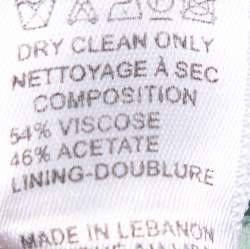 DRY CLEAN ONLY
NETTOYAGE À SEC
COMPOSITION
54% VISCOSE
46% ACETATE
LINING-DOUBLURE
MADE IN LEBANON